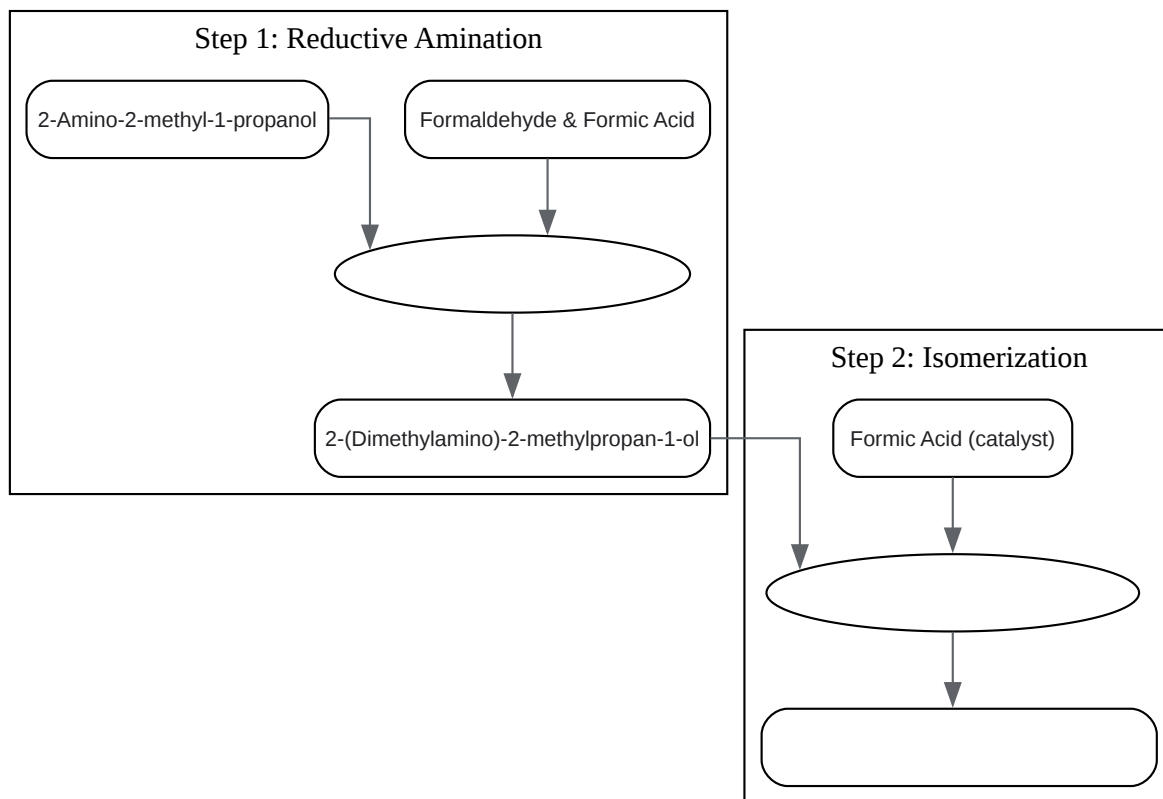 Step 1: Reductive Amination
2-Amino-2-methyl-1-propanol
Formaldehyde & Formic Acid
2-(Dimethylamino)-2-methylpropan-1-ol
Step 2: Isomerization
Formic Acid (catalyst)